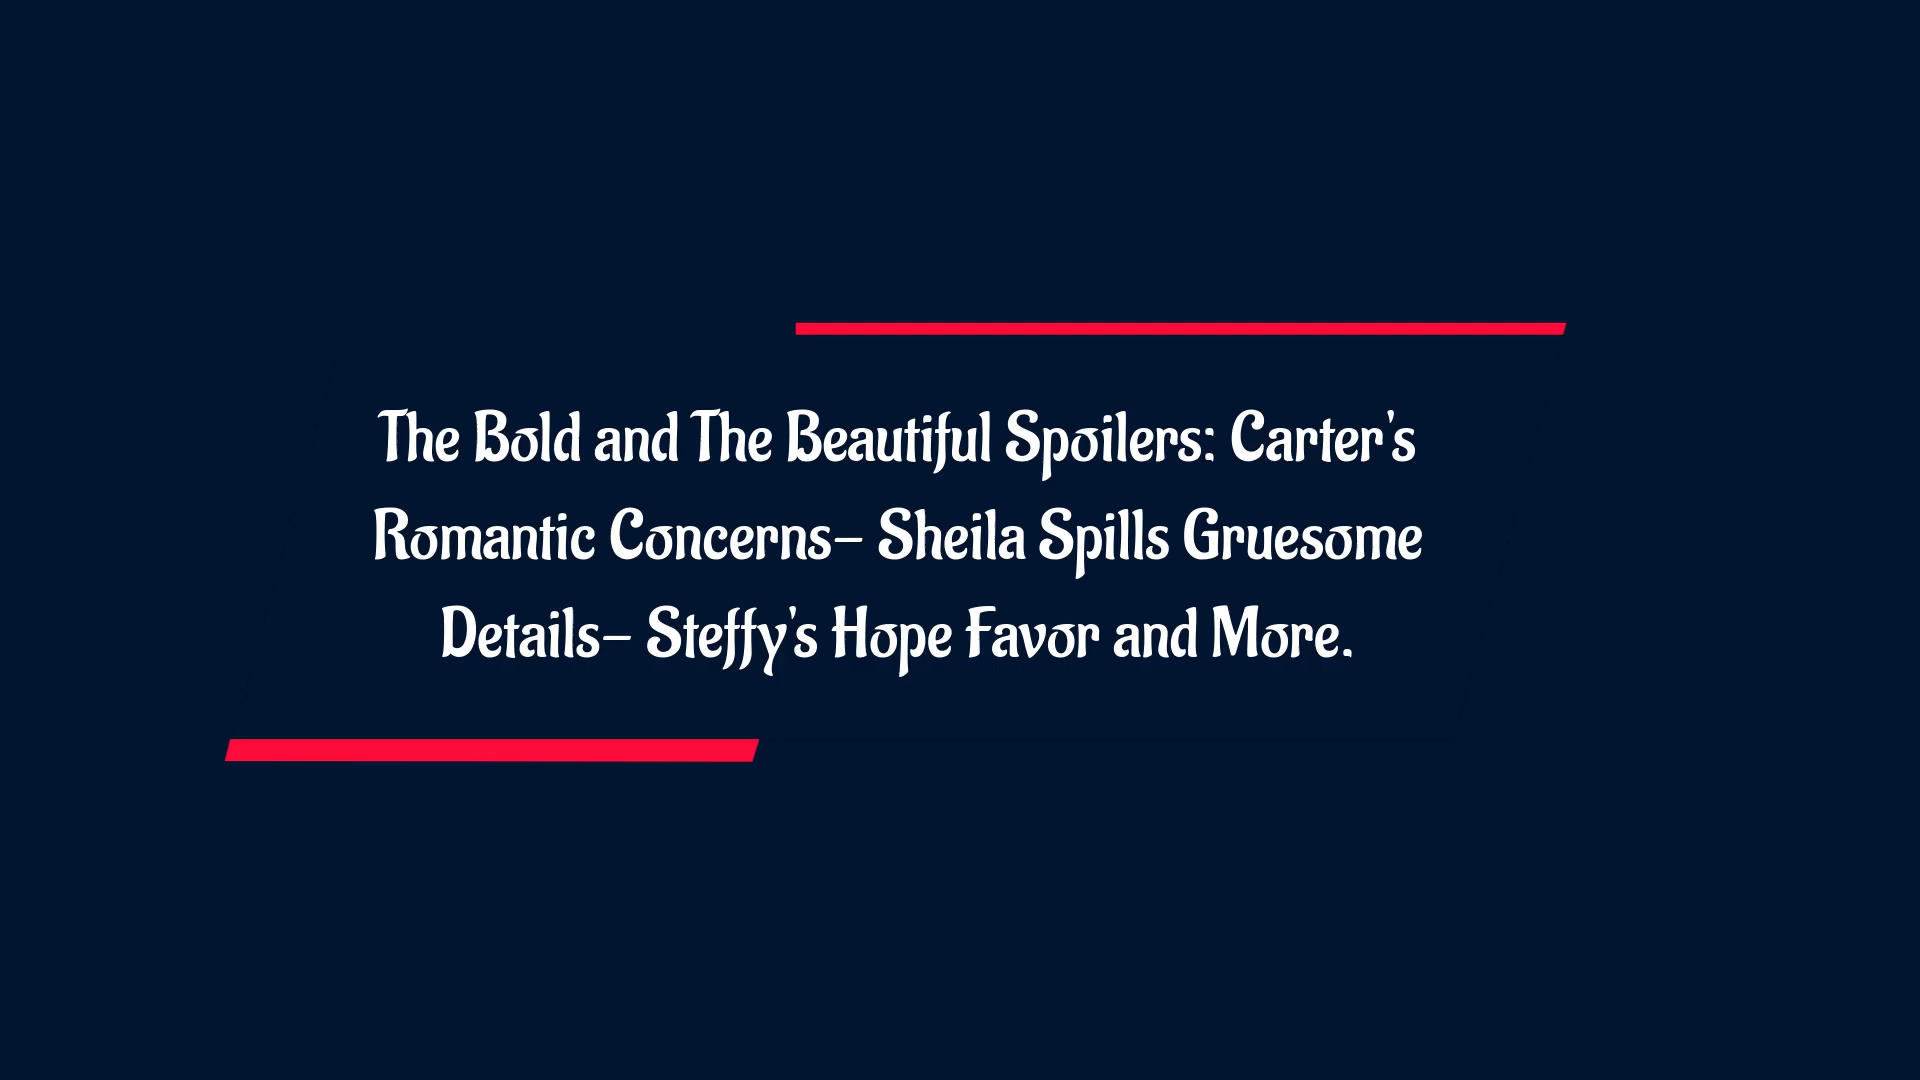 The Bold and The Beautiful Spoilers: Carter's
Romantic Concerns– Sheila Spills Gruesome
Details– Steffy's Hope Favor and More.